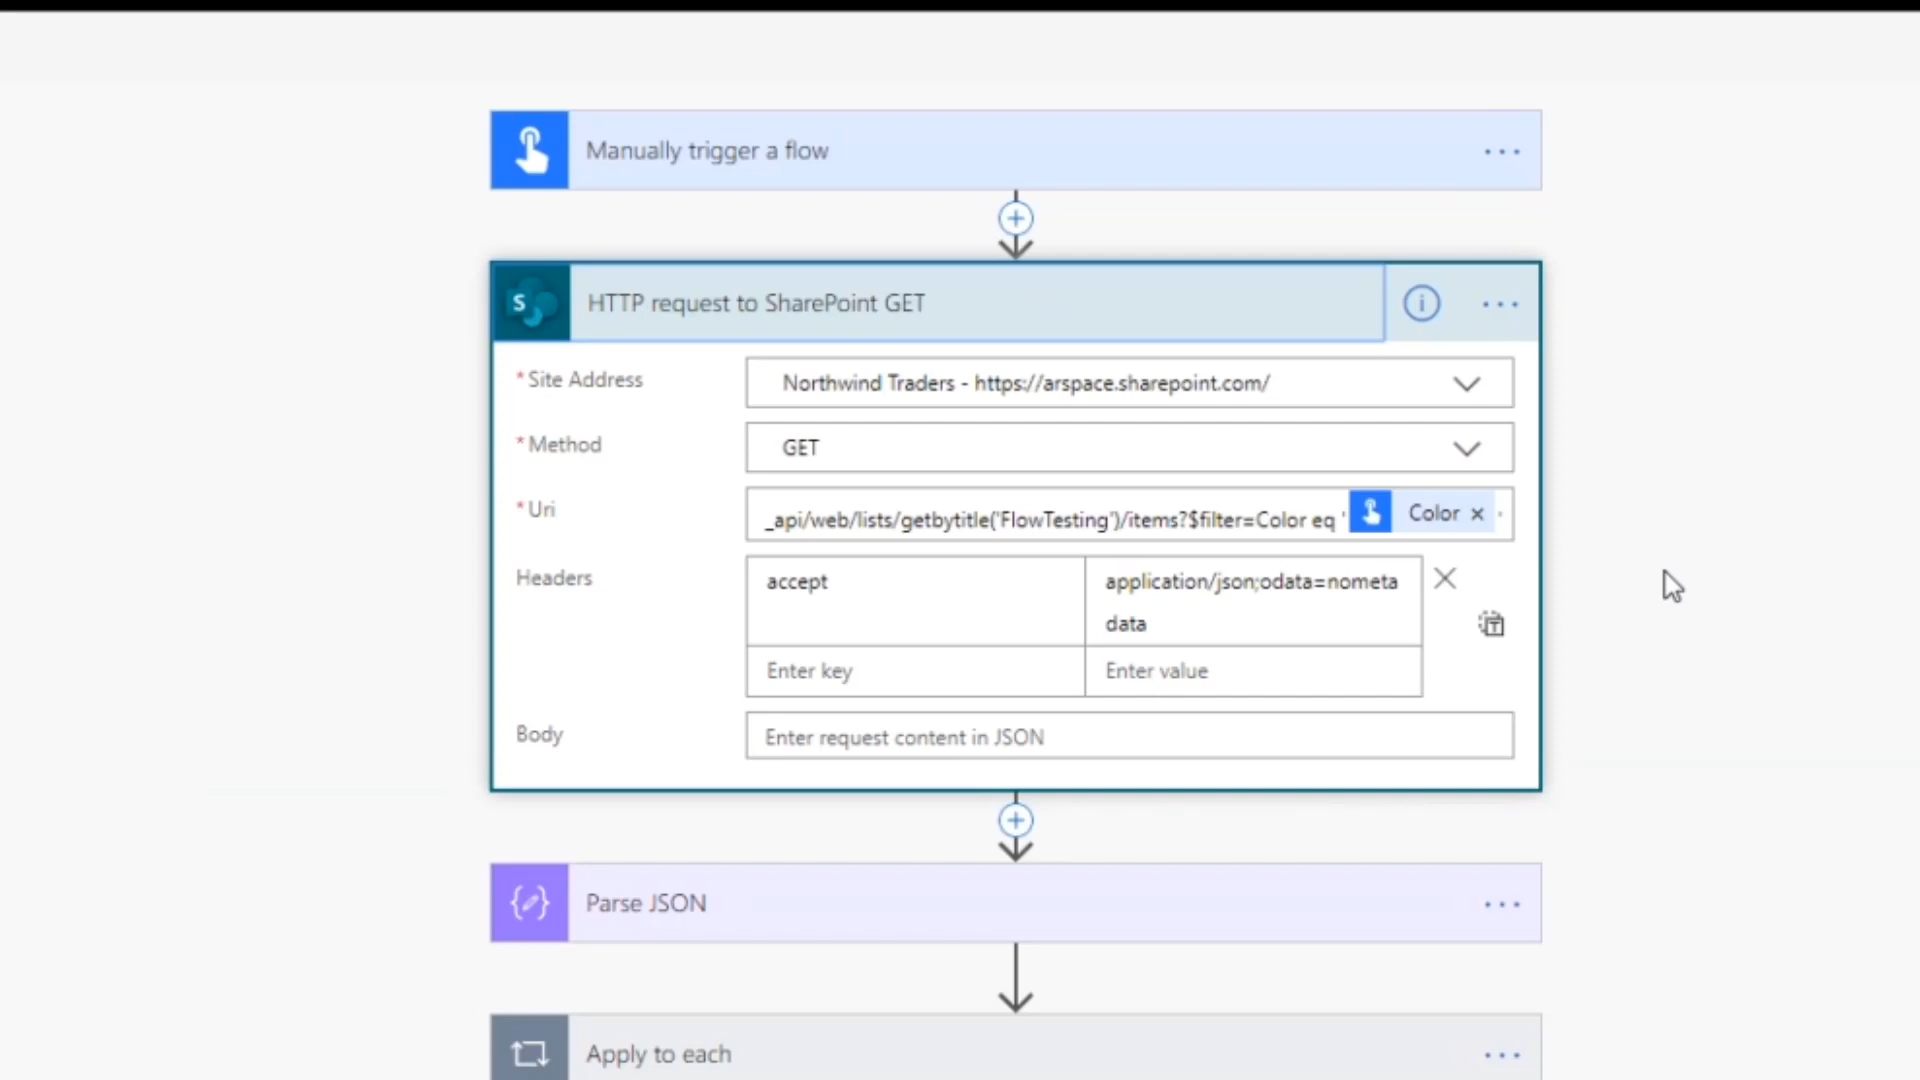 Manually trigger a flow
HTTP request to SharePoint GET
* Site Address
Northwind Traders - https://arspace.sharepoint.com/
* Method
GET
* Uri
_api/web/lists/getbytitle('FlowTesting')/items?$filter=Color eq ' Color × '
Headers
accept
application/json;odata=nometa
data
Enter key
Enter value
Body
Enter request content in JSON
Parse JSON
Apply to each